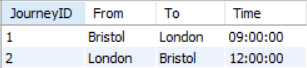 JourneyID From To Time
1 Bristol London 09:00:00
2 London Bristol 12:00:00